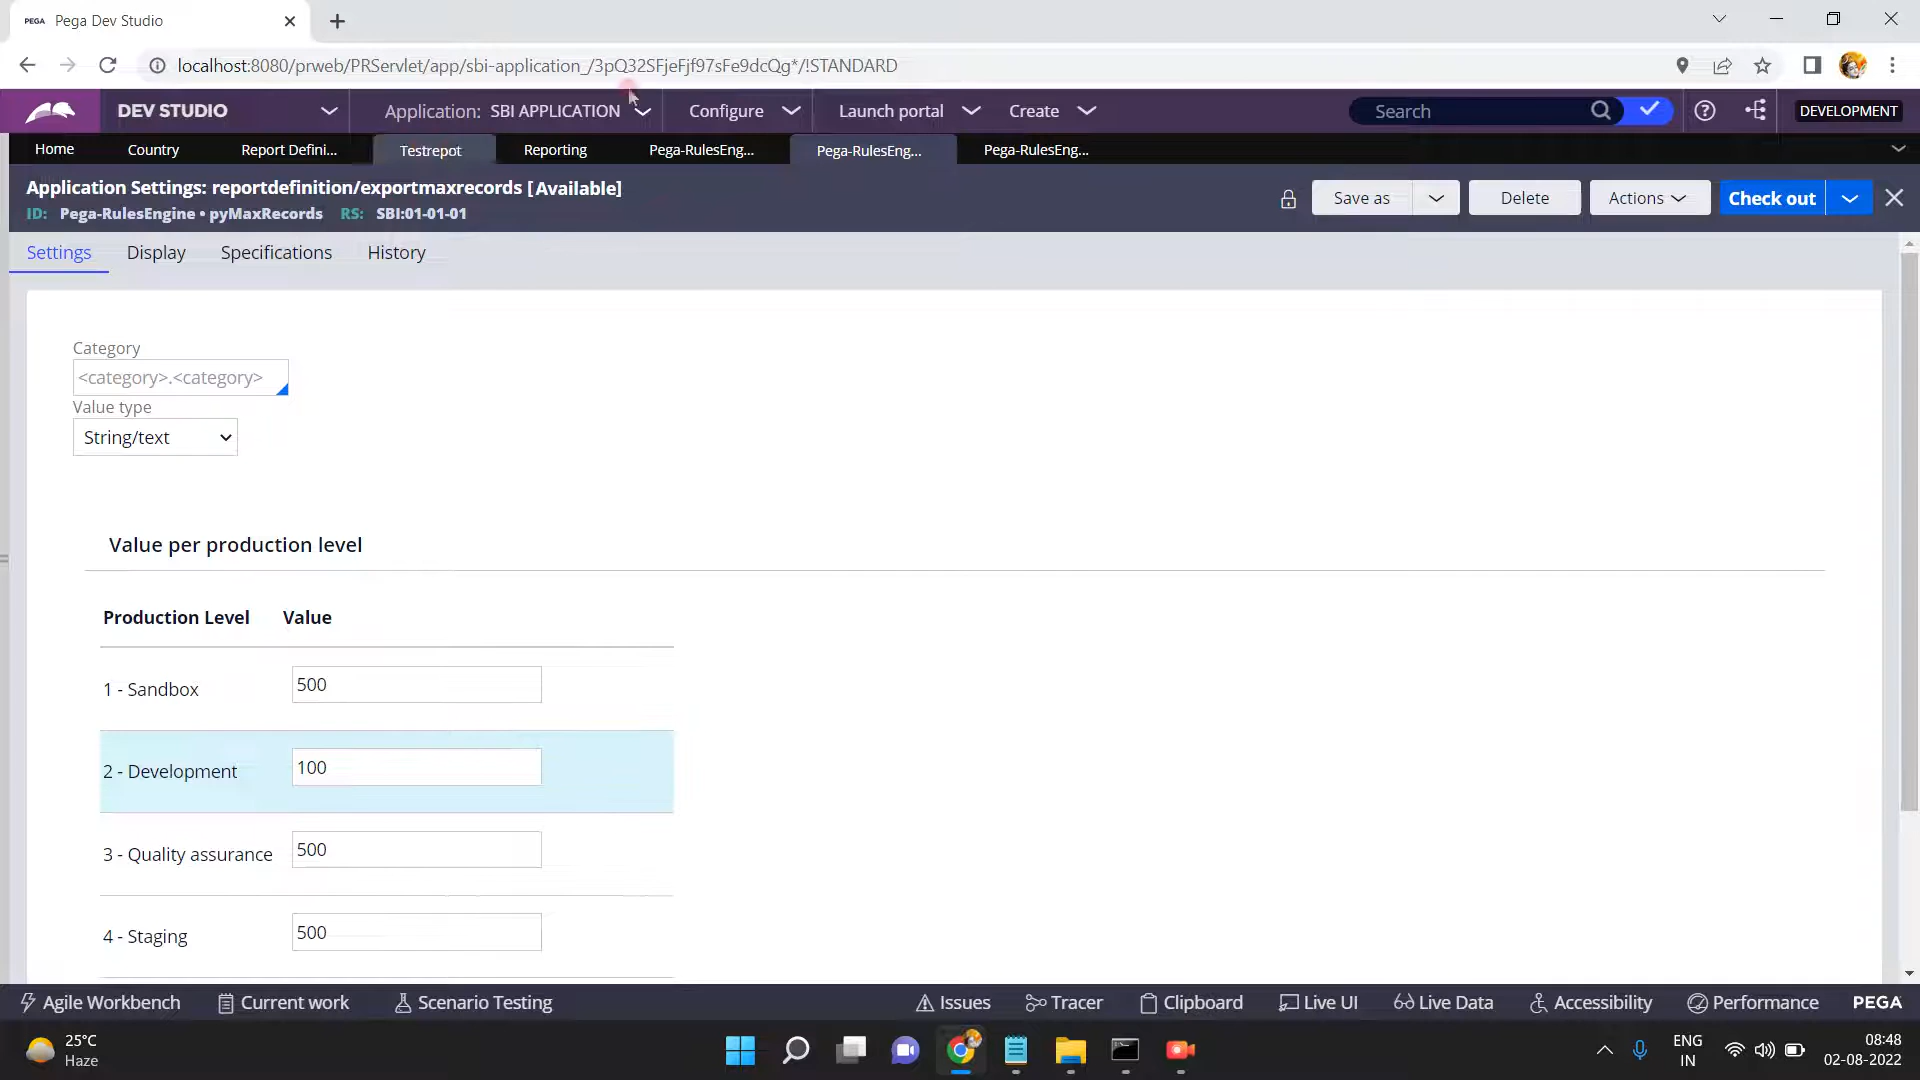 PEGA Pega Dev Studio
localhost:8080/prweb/PRServlet/app/sbi-application_/3pQ32SFjeFjf97sFe9dcQg*/!STANDARD
DEV STUDIO Application: SBI APPLICATION Configure Launch portal Create Search DEVELOPMENT
Home Country Report Defini... Testrepot Reporting Pega-RulesEng... Pega-RulesEng... Pega-RulesEng...
Application Settings: reportdefinition/exportmaxrecords [Available]
ID: Pega-RulesEngine • pyMaxRecords RS: SBI:01-01-01
Save as Delete Actions Check out
Settings Display Specifications History
Category
<category>.<category>
Value type
String/text
Value per production level
Production Level Value
1 - Sandbox 500
2 - Development 100
3 - Quality assurance 500
4 - Staging 500
Agile Workbench Current work Scenario Testing Issues Tracer Clipboard Live UI Live Data Accessibility Performance PEGA
25°C
Haze
ENG
IN
08:48
02-08-2022